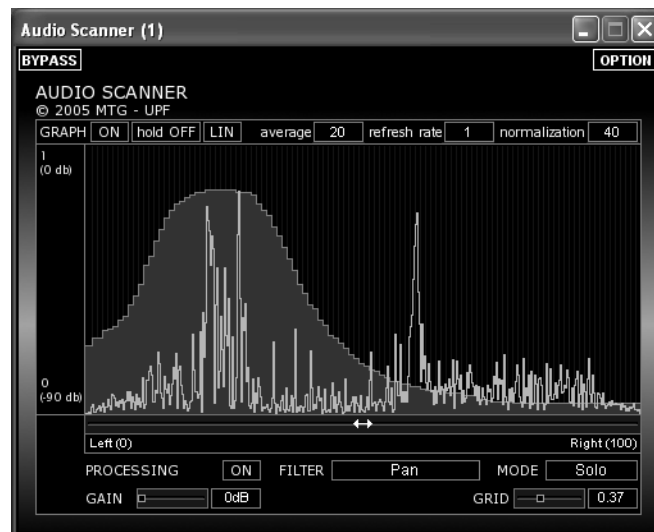 Audio Scanner (1)
BYPASS OPTION
AUDIO SCANNER
© 2005 MTG - UPF
GRAPH ON hold OFF LIN average 20 refresh rate 1 normalization 40
1
(0 db)
0
(-90 db)
Left (0) Right (100)
PROCESSING ON FILTER Pan MODE Solo
GAIN 0dB GRID 0.37